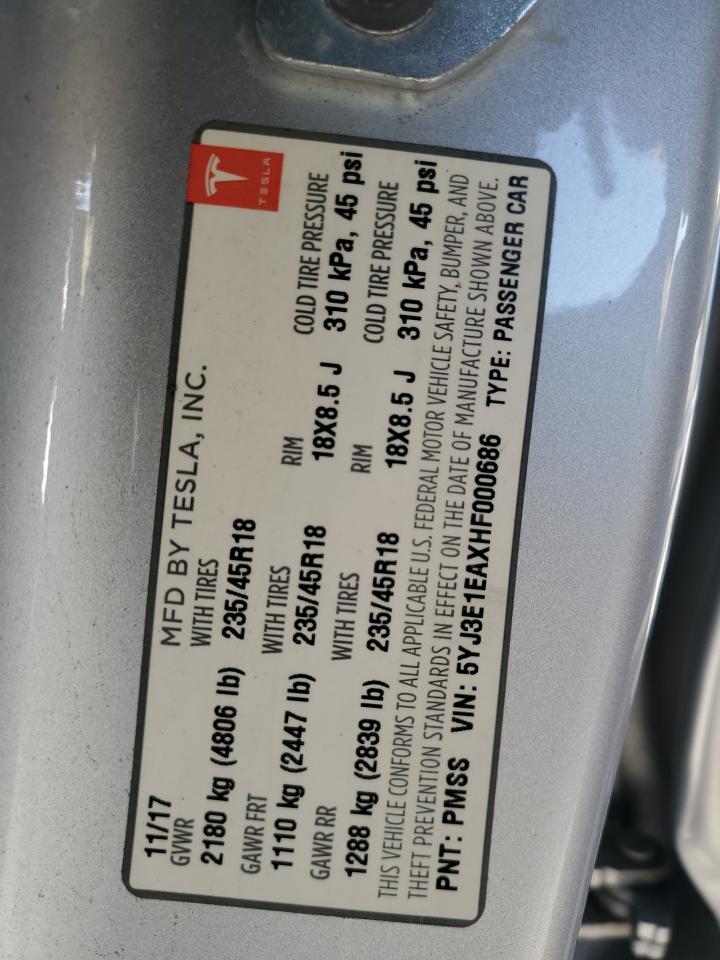 TESLA
11/17 MFD BY TESLA, INC.
GVWR WITH TIRES
2180 kg (4806 lb) 235/45R18
GAWR FRT WITH TIRES RIM COLD TIRE PRESSURE
1110 kg (2447 lb) 235/45R18 18X8.5 J 310 kPa, 45 psi
GAWR RR WITH TIRES RIM COLD TIRE PRESSURE
1288 kg (2839 lb) 235/45R18 18X8.5 J 310 kPa, 45 psi
THIS VEHICLE CONFORMS TO ALL APPLICABLE U.S. FEDERAL MOTOR VEHICLE SAFETY, BUMPER, AND
THEFT PREVENTION STANDARDS IN EFFECT ON THE DATE OF MANUFACTURE SHOWN ABOVE.
PNT: PMSS VIN: 5YJ3E1EAXHF000686 TYPE: PASSENGER CAR